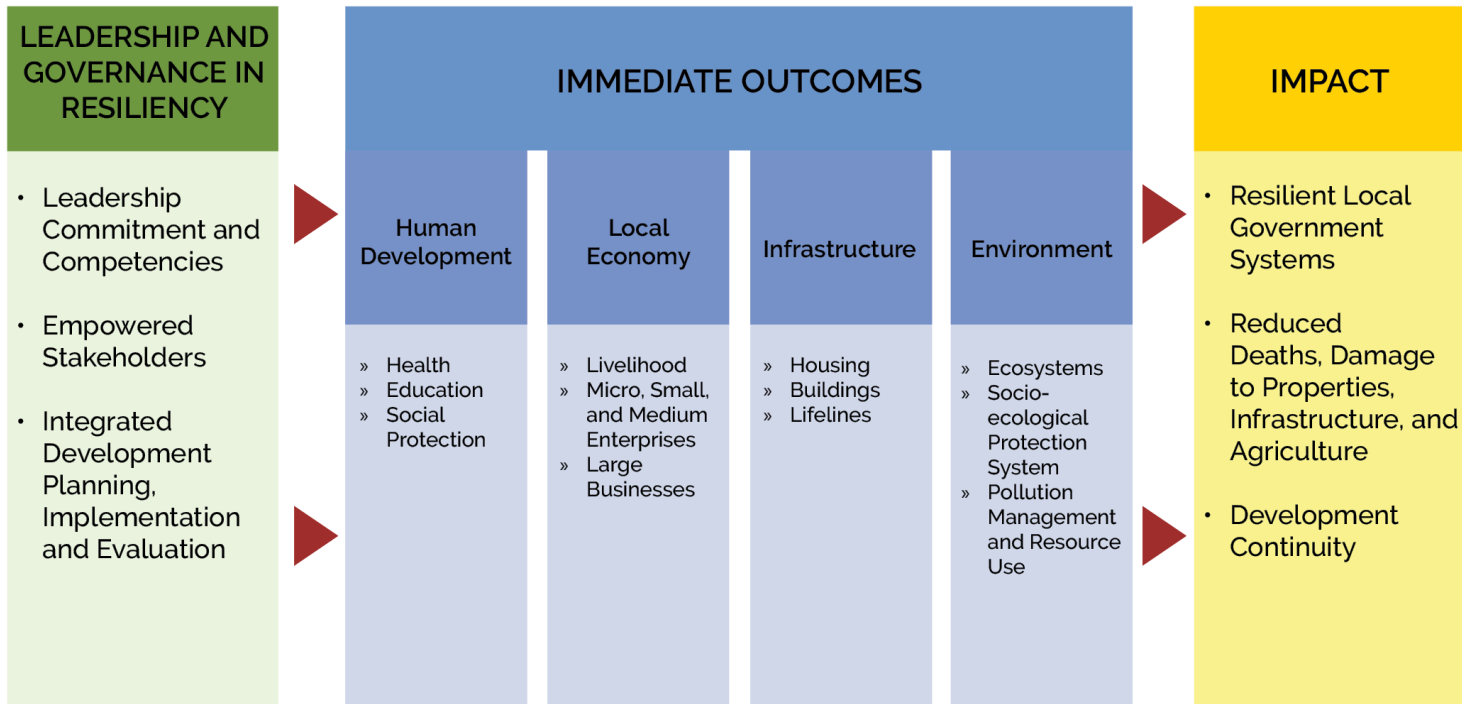 LEADERSHIP AND
GOVERNANCE IN
RESILIENCY
• Leadership
Commitment and
Competencies
• Empowered
Stakeholders
• Integrated
Development
Planning,
Implementation
and Evaluation
IMMEDIATE OUTCOMES
Human
Development
» Health
» Education
» Social
Protection
Local
Economy
» Livelihood
» Micro, Small,
and Medium
Enterprises
» Large
Businesses
Infrastructure
» Housing
» Buildings
» Lifelines
Environment
» Ecosystems
» Socio-
ecological
Protection
System
» Pollution
Management
and Resource
Use
IMPACT
• Resilient Local
Government
Systems
• Reduced
Deaths, Damage
to Properties,
Infrastructure, and
Agriculture
• Development
Continuity